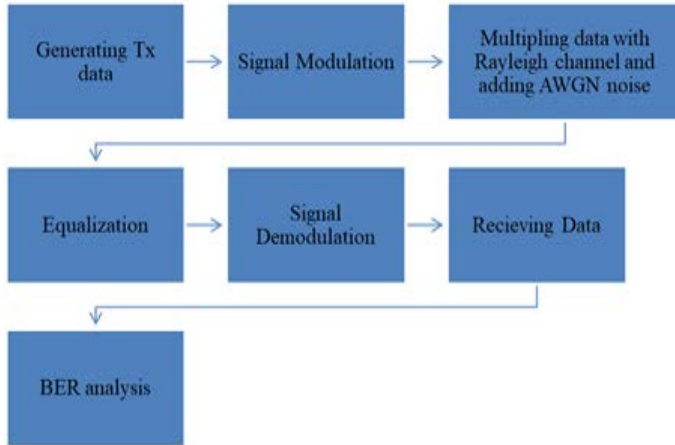 Generating Tx
data
Signal Modulation
Multipling data with
Rayleigh channel and
adding AWGN noise
Equalization
Signal
Demodulation
Recieving Data
BER analysis